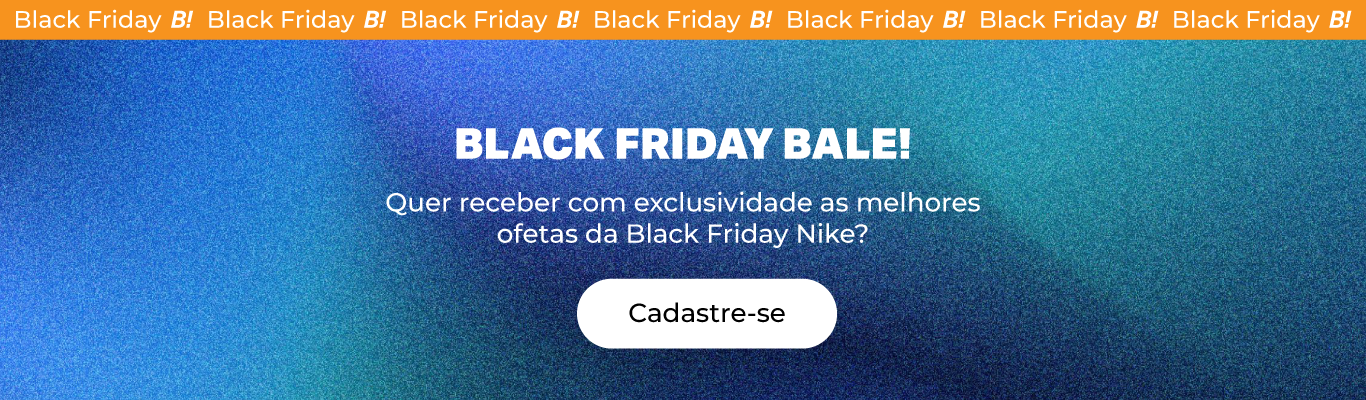 Black Friday B! Black Friday B! Black Friday B! Black Friday B! Black Friday B! Black Friday B! Black Friday B!
BLACK FRIDAY BALE!
Quer receber com exclusividade as melhores
ofetas da Black Friday Nike?
Cadastre-se